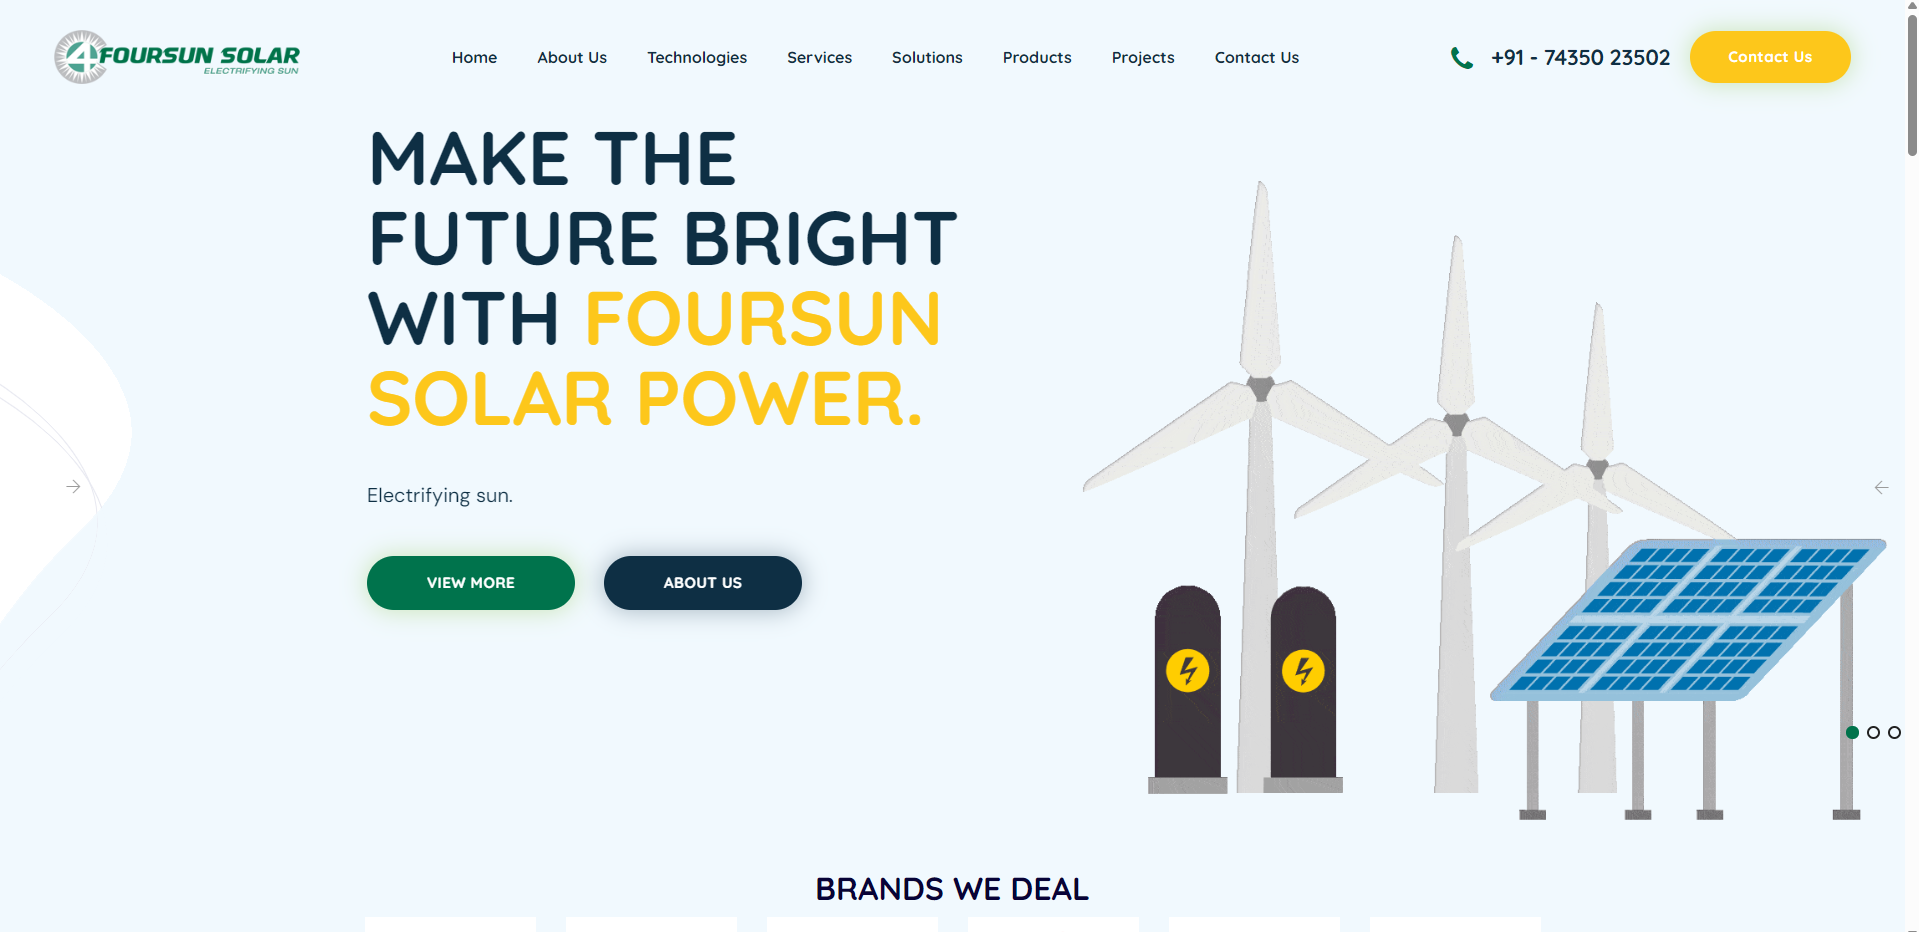 4 FOURSUN SOLAR
ELECTRIFYING SUN
Home About Us Technologies Services Solutions Products Projects Contact Us
+91 - 74350 23502
Contact Us
MAKE THE
FUTURE BRIGHT
WITH FOURSUN
SOLAR POWER.
Electrifying sun.
VIEW MORE
ABOUT US
BRANDS WE DEAL